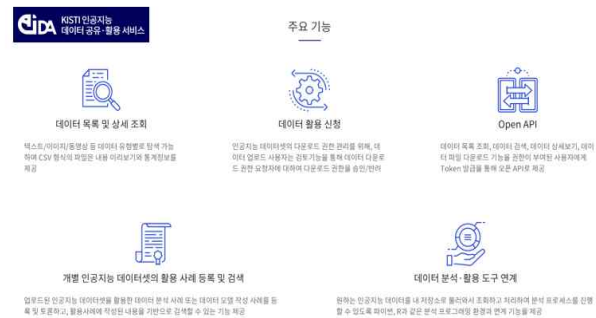 AIDA
KISTI 인공지능
데이터 공유·활용 서비스
주요 기능
데이터 목록 및 상세 조회
텍스트/이미지/동영상 등 데이터 유형별로 탐색 가능
하며 CSV 형식의 파일은 내용 미리보기와 통계정보를
제공
데이터 활용 신청
인공지능 데이터셋의 다운로드 권한 관리를 위해, 데
이터 업로드 사용자는 검토기능을 통해 데이터 다운로
드 권한 요청자에 대하여 다운로드 권한을 승인/반려
Open API
데이터 목록 조회, 데이터 검색, 데이터 상세보기, 데이
터 파일 다운로드 기능을 권한이 부여된 사용자에게
Token 발급을 통해 오픈 API로 제공
개별 인공지능 데이터셋의 활용 사례 등록 및 검색
업로드된 인공지능 데이터셋을 활용한 데이터 분석 사례 또는 데이터 모델 작성 사례를 등
록 및 토론하고, 활용사례에 작성된 내용을 기반으로 검색할 수 있는 기능 제공
데이터 분석·활용 도구 연계
원하는 인공지능 데이터를 내 저장소로 불러와서 조회하고 처리하여 분석 프로세스를 진행
할 수 있도록 파이썬, R과 같은 분석 프로그래밍 환경과 연계 기능을 제공